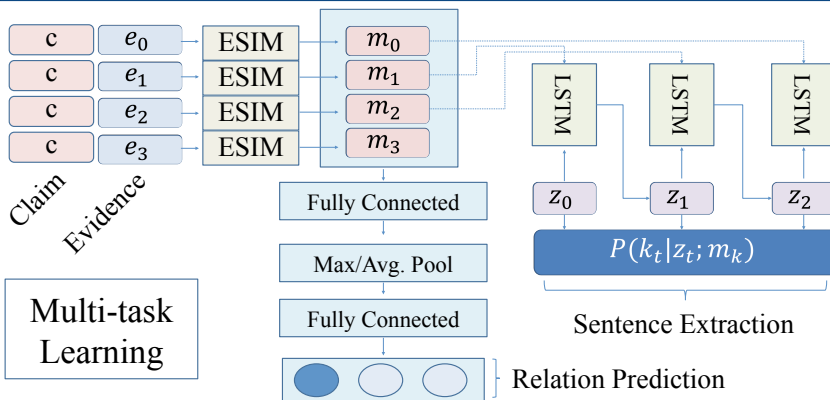 c e₀ ESIM m₀
c e₁ ESIM m₁
c e₂ ESIM m₂
c e₃ ESIM m₃
LSTM LSTM LSTM
Claim
Evidence
z₀ z₁ z₂
Fully Connected
P(kₜ|zₜ; mₖ)
Max/Avg. Pool
Multi-task
Learning
Fully Connected
Sentence Extraction
Relation Prediction